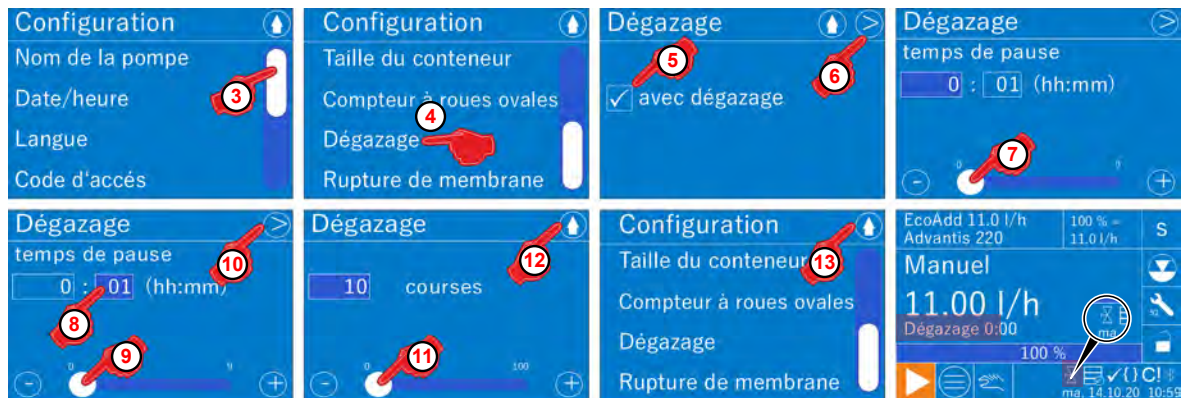 Configuration
Nom de la pompe
3
Date/heure
Langue
Code d'accés
Configuration
Taille du conteneur
Compteur à roues ovales
4
Dégazage
Rupture de membrane
Dégazage
5
6
avec dégazage
Dégazage
temps de pause
0 : 01 (hh:mm)
7
0 9
- +
Dégazage
10
temps de pause
0 : 01 (hh:mm)
8
9
0 9
- +
Dégazage
12
10 courses
11
0 100
- +
Configuration
13
Taille du conteneur
Compteur à roues ovales
Dégazage
Rupture de membrane
EcoAdd 11.0 l/h
Advantis 220
100 % =
11.0 l/h
S
Manuel
11.00 l/h
Dégazage 0:00
ma
100 %
C!
ma. 14.10.20 10:59